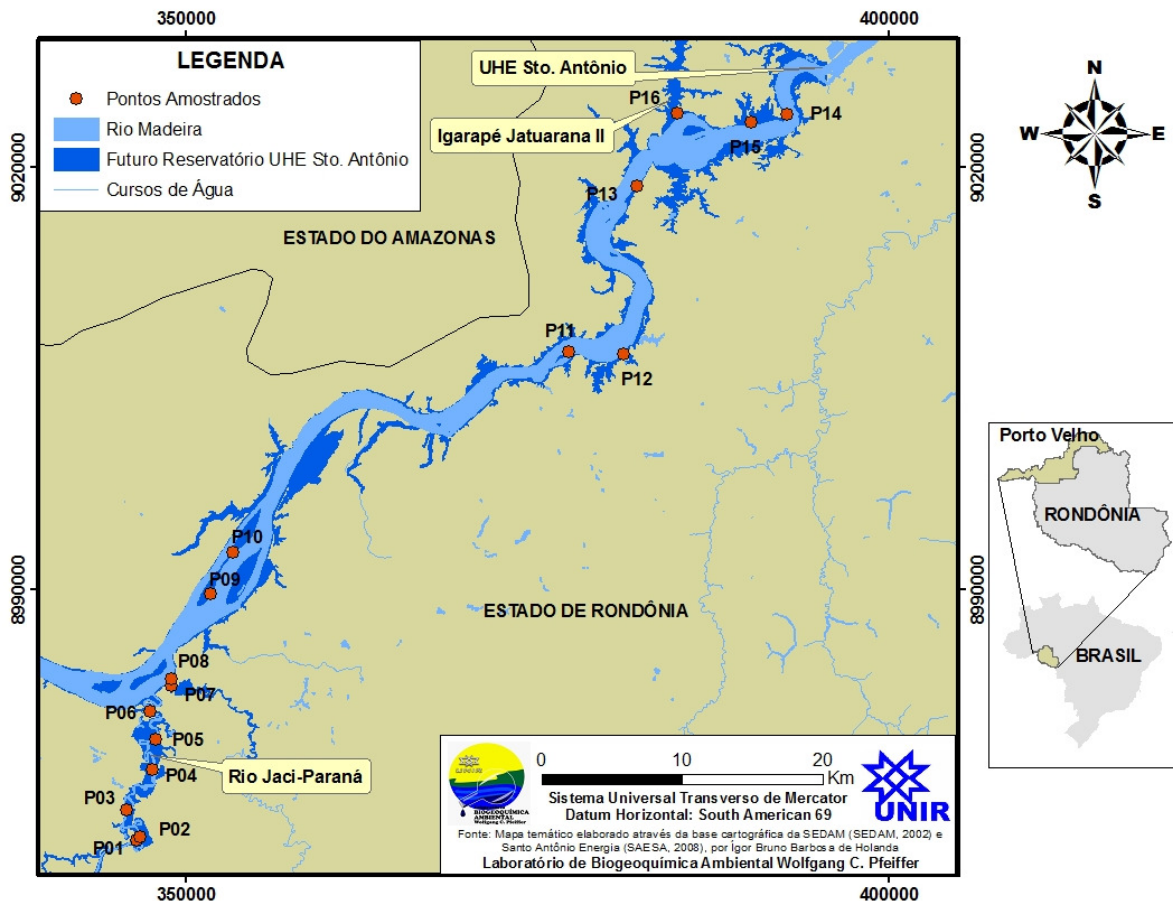 350000
400000
LEGENDA
Pontos Amostrados
Rio Madeira
Futuro Reservatório UHE Sto. Antônio
Cursos de Água
UHE Sto. Antônio
P16
P14
Igarapé Jatuarana II
P15
N
W
E
S
9020000
9020000
P13
ESTADO DO AMAZONAS
P11
P12
P10
P09
ESTADO DE RONDÔNIA
8990000
8990000
P08
P07
P06
P05
Rio Jaci-Paraná
P04
P03
P02
P01
Porto Velho
RONDÔNIA
BRASIL
0
10
20
Km
Sistema Universal Transverso de Mercator
Datum Horizontal: South American 69
BIOGEOQUÍMICA
AMBIENTAL
Wolfgang C. Pfeiffer
UNIR
Fonte: Mapa temático elaborado através da base cartográfica da SEDAM (SEDAM, 2002) e
Santo Antônio Energia (SAESA, 2008), por Igor Bruno Barbosa de Holanda
Laboratório de Biogeoquímica Ambiental Wolfgang C. Pfeiffer
350000
400000